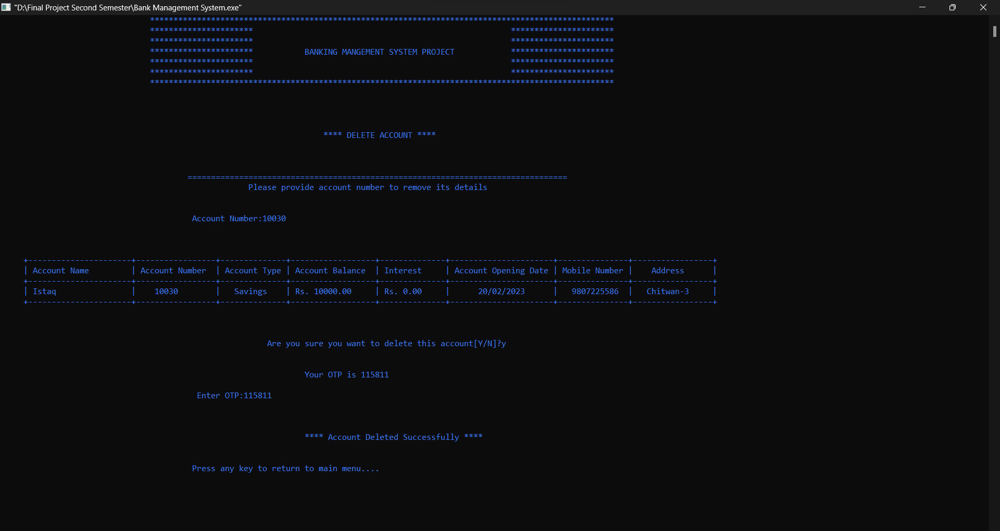 "D:\Final Project Second Semester\Bank Management System.exe"
***************************************************************************************************
********************** **********************
********************** **********************
********************** BANKING MANGEMENT SYSTEM PROJECT **********************
********************** **********************
********************** **********************
***************************************************************************************************
**** DELETE ACCOUNT ****
=================================================================================
Please provide account number to remove its details
Account Number:10030
+----------------------+-----------------+--------------+------------------+--------------+----------------------+---------------+-----------------+
| Account Name | Account Number | Account Type | Account Balance | Interest | Account Opening Date | Mobile Number | Address |
+----------------------+-----------------+--------------+------------------+--------------+----------------------+---------------+-----------------+
| Istaq | 10030 | Savings | Rs. 10000.00 | Rs. 0.00 | 20/02/2023 | 9807225586 | Chitwan-3 |
+----------------------+-----------------+--------------+------------------+--------------+----------------------+---------------+-----------------+
Are you sure you want to delete this account[Y/N]?y
Your OTP is 115811
Enter OTP:115811
**** Account Deleted Successfully ****
Press any key to return to main menu....